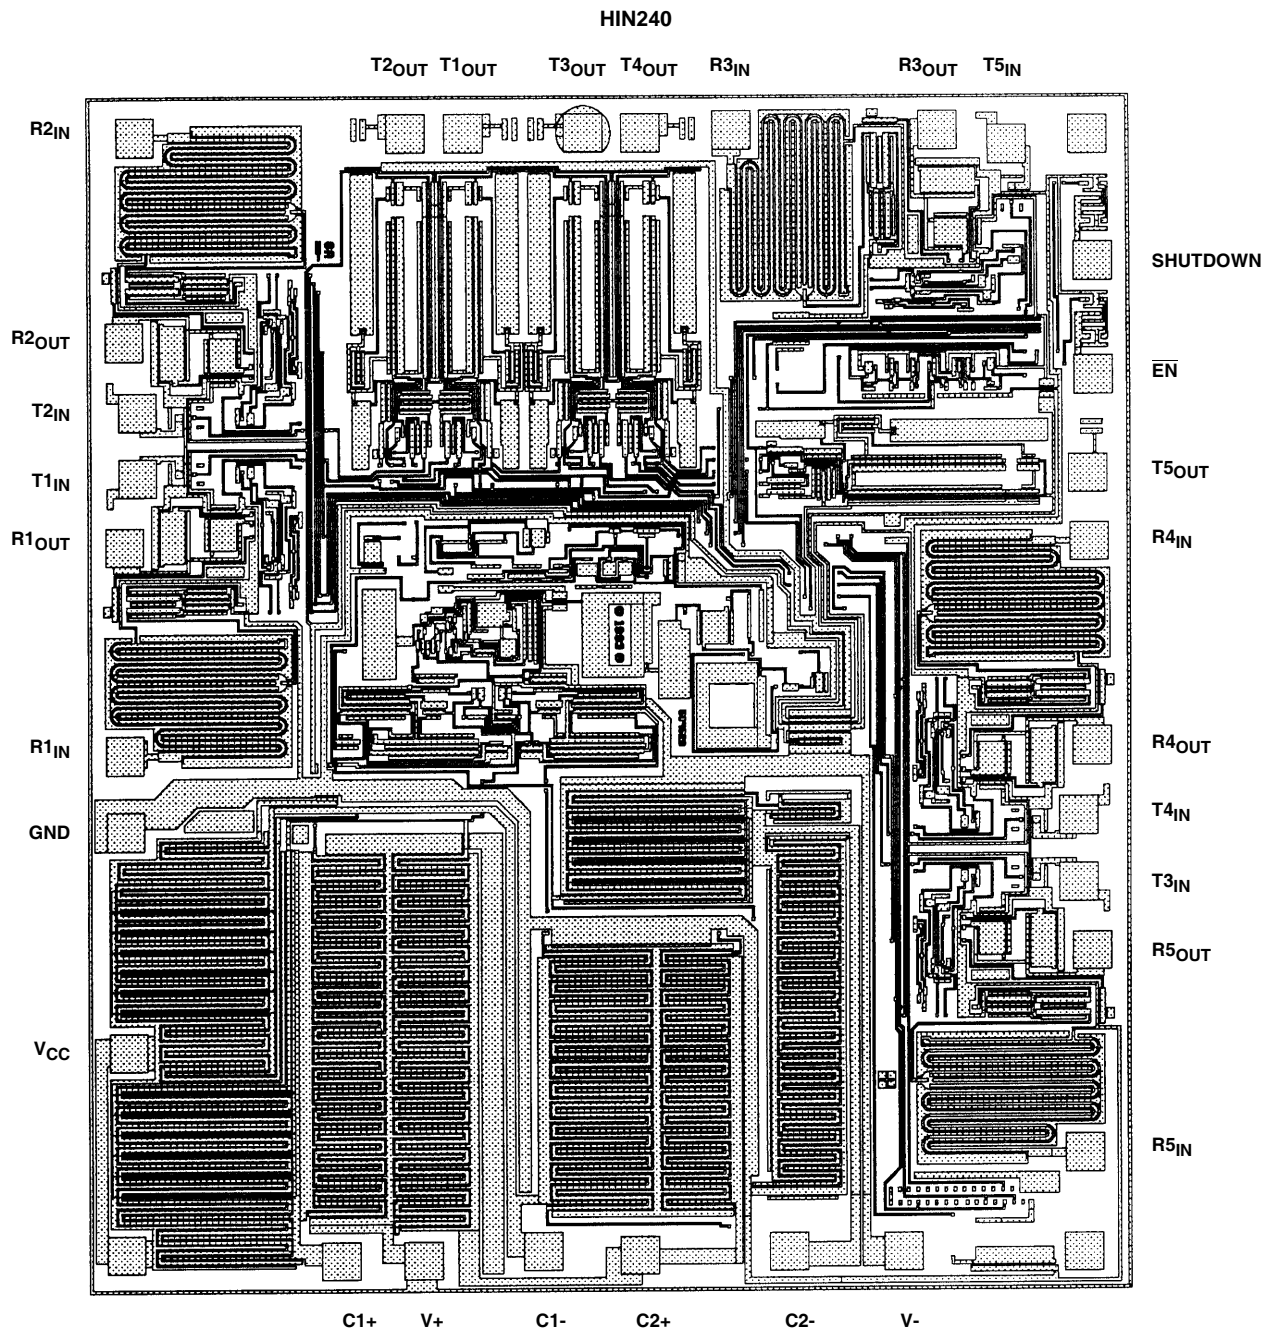 HIN240
T2OUT T1OUT T3OUT T4OUT R3IN R3OUT T5IN
R2IN
SHUTDOWN
R2OUT
EN
T2IN
T5OUT
T1IN
R1OUT
R4IN
R4OUT
R1IN
T4IN
GND
T3IN
R5OUT
VCC
R5IN
C1+ V+ C1- C2+ C2- V-